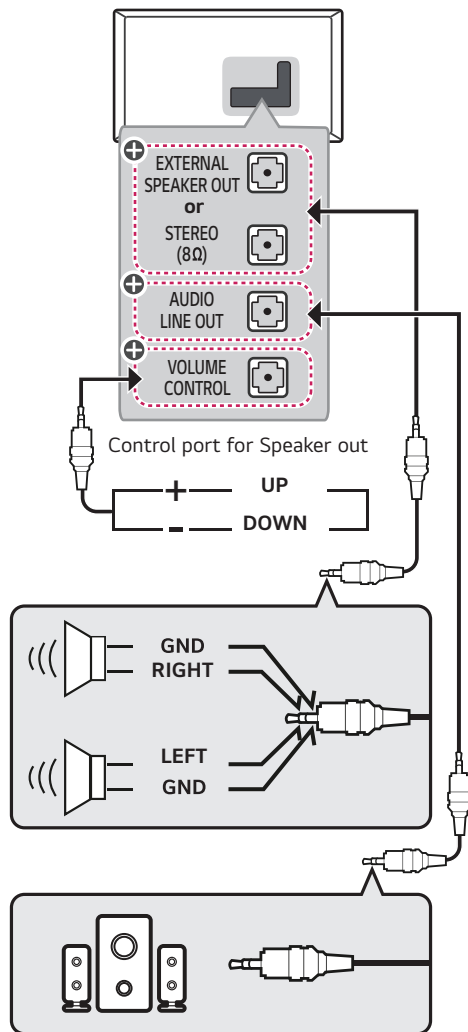 EXTERNAL
SPEAKER OUT
or
STEREO
(8Ω)
AUDIO
LINE OUT
VOLUME
CONTROL
Control port for Speaker out
+ UP
- DOWN
GND
RIGHT
LEFT
GND